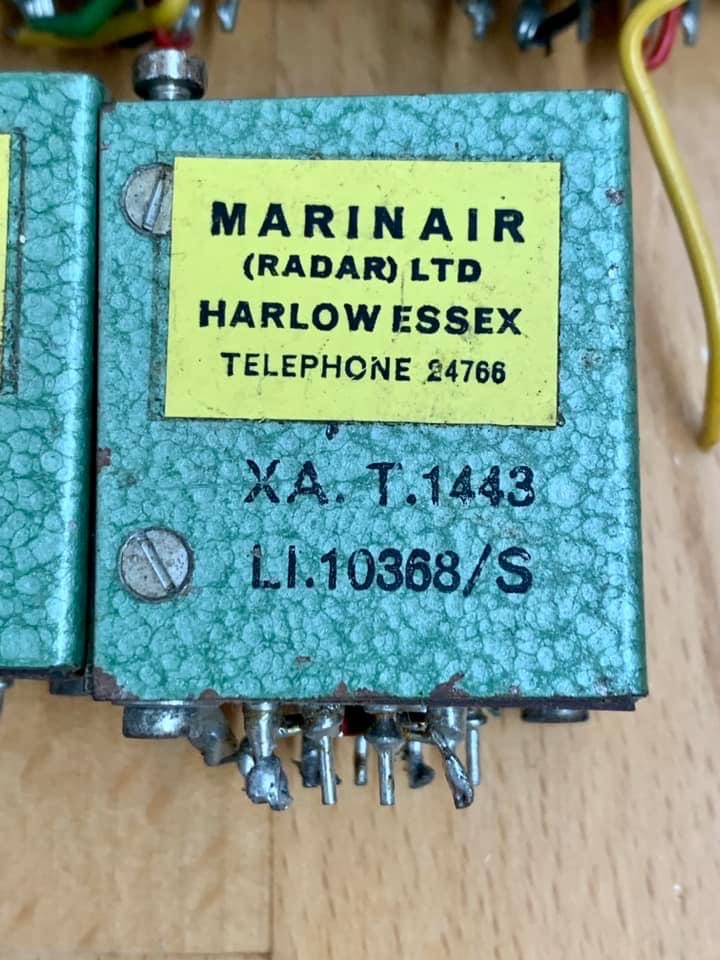 MARINAIR
(RADAR) LTD
HARLOW ESSEX
TELEPHONE 24766
XA. T.1443
LI.10368/S